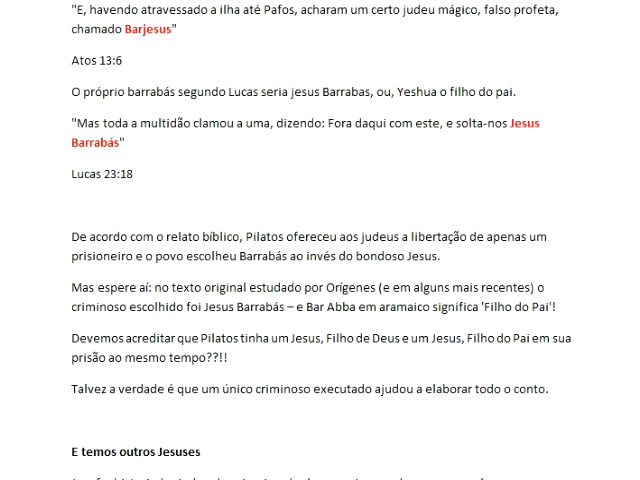 "E, havendo atravessado a ilha até Pafos, acharam um certo judeu mágico, falso profeta,
chamado Barjesus"
Atos 13:6
O próprio barrabás segundo Lucas seria jesus Barrabas, ou, Yeshua o filho do pai.
"Mas toda a multidão clamou a uma, dizendo: Fora daqui com este, e solta-nos Jesus
Barrabás"
Lucas 23:18
De acordo com o relato bíblico, Pilatos ofereceu aos judeus a libertação de apenas um
prisioneiro e o povo escolheu Barrabás ao invés do bondoso Jesus.
Mas espere aí: no texto original estudado por Orígenes (e em alguns mais recentes) o
criminoso escolhido foi Jesus Barrabás – e Bar Abba em aramaico significa 'Filho do Pai'!
Devemos acreditar que Pilatos tinha um Jesus, Filho de Deus e um Jesus, Filho do Pai em sua
prisão ao mesmo tempo??!!
Talvez a verdade é que um único criminoso executado ajudou a elaborar todo o conto.
E temos outros Jesuses